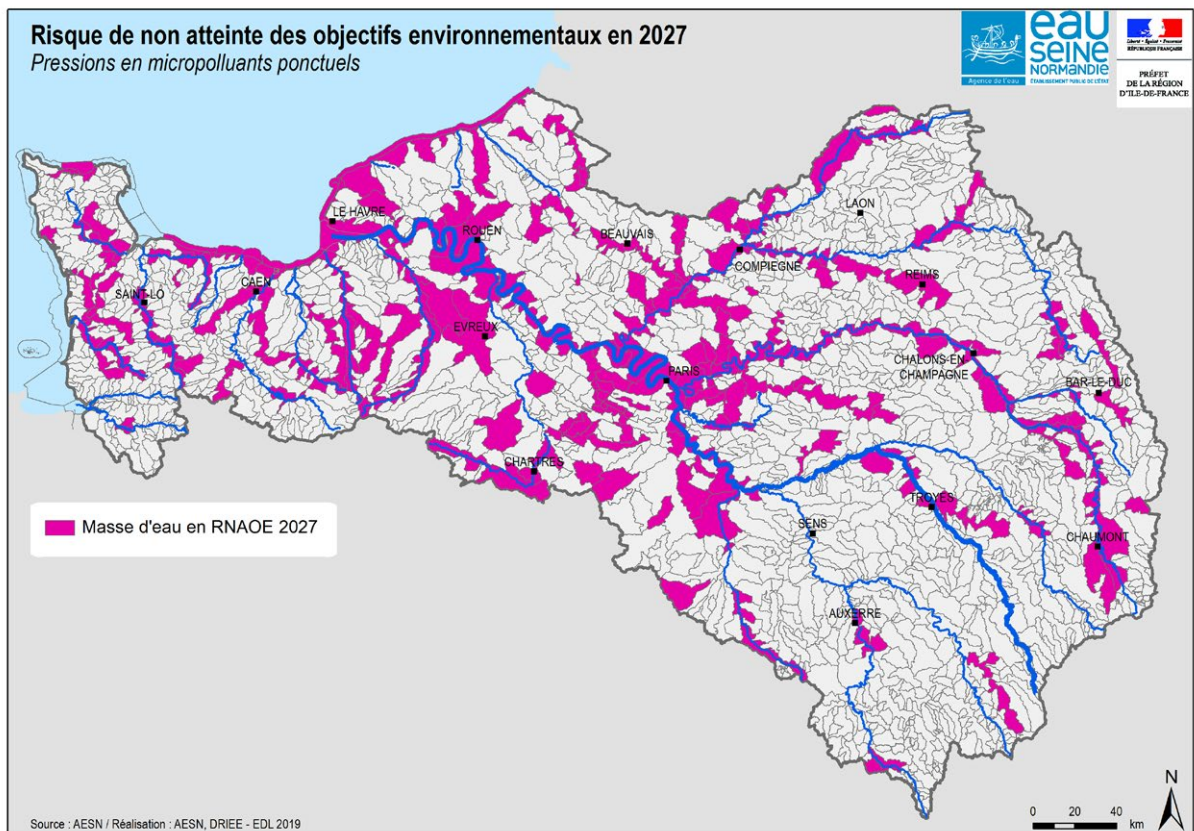 Risque de non atteinte des objectifs environnementaux en 2027
Pressions en micropolluants ponctuels
Agence de l'eau
eau
SEINE
NORMANDIE
ÉTABLISSEMENT PUBLIC DE L'ÉTAT
Liberté • Égalité • Fraternité
RÉPUBLIQUE FRANÇAISE
PRÉFET
DE LA RÉGION
D'ILE-DE-FRANCE
LAON
LE HAVRE
ROUEN
BEAUVAIS
COMPIEGNE
REIMS
CAEN
SAINT-LO
EVREUX
CHALONS-EN
CHAMPAGNE
PARIS
BAR-LE-DUC
CHARTRES
TROYES
SENS
CHAUMONT
AUXERRE
Masse d'eau en RNAOE 2027
N
0 20 40
km
Source : AESN / Réalisation : AESN, DRIEE - EDL 2019